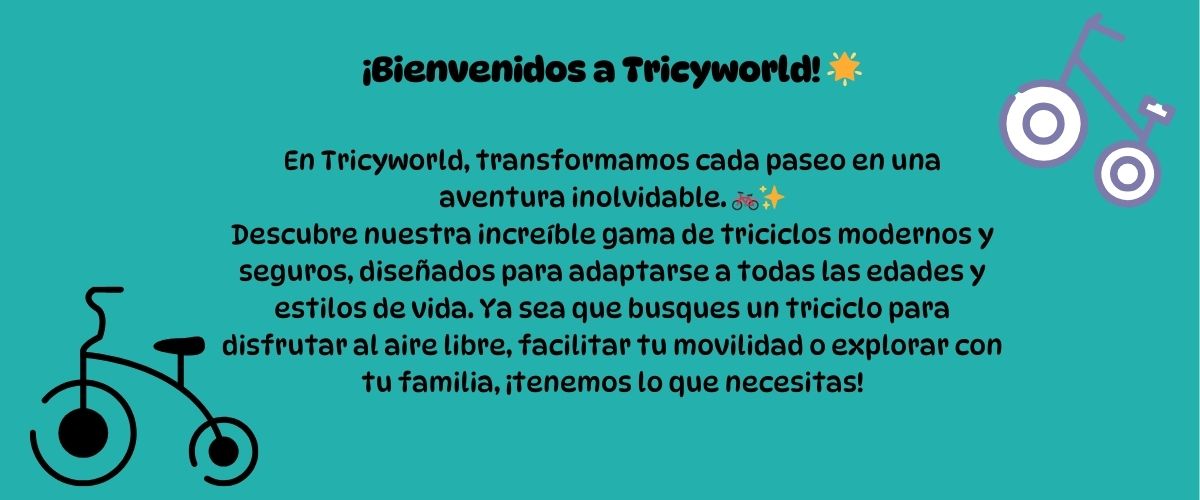 ¡Bienvenidos a Tricyworld! 🌟
En Tricyworld, transformamos cada paseo en una
aventura inolvidable. 🚲✨
Descubre nuestra increíble gama de triciclos modernos y
seguros, diseñados para adaptarse a todas las edades y
estilos de vida. Ya sea que busques un triciclo para
disfrutar al aire libre, facilitar tu movilidad o explorar con
tu familia, ¡tenemos lo que necesitas!